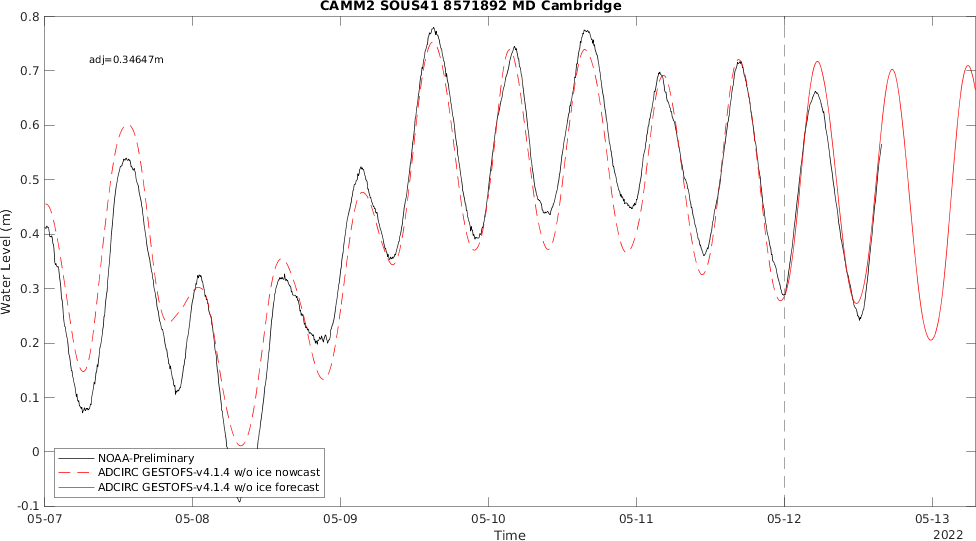 CAMM2 SOUS41 8571892 MD Cambridge
0.8
adj=0.34647m
0.7
0.6
0.5
0.4
0.3
0.2
0.1
0
-0.1
Water Level (m)
NOAA-Preliminary
ADCIRC GESTOFS-v4.1.4 w/o ice nowcast
ADCIRC GESTOFS-v4.1.4 w/o ice forecast
05-07 05-08 05-09 05-10 05-11 05-12 05-13
Time
2022